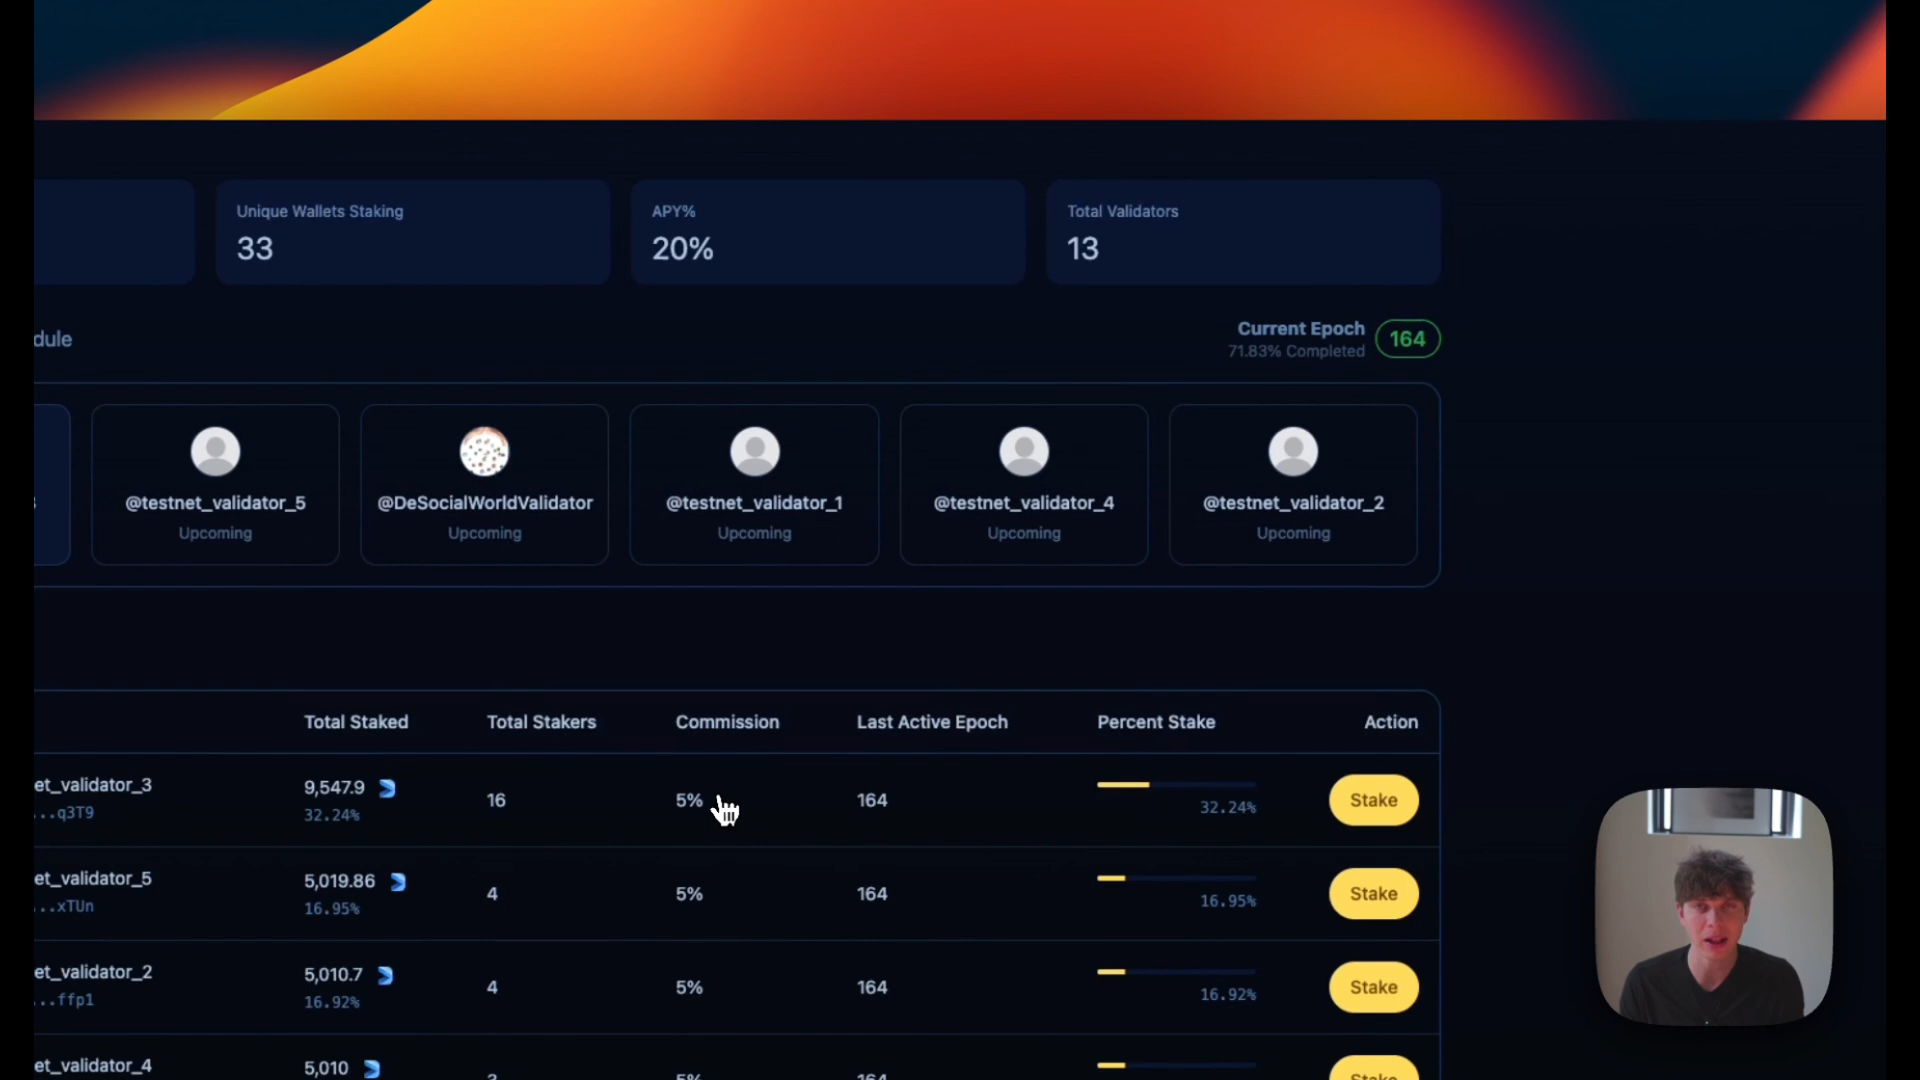 Unique Wallets Staking
33
APY%
20%
Total Validators
13
dule
Current Epoch
71.83% Completed
164
@testnet_validator_5
Upcoming
@DeSocialWorldValidator
Upcoming
@testnet_validator_1
Upcoming
@testnet_validator_4
Upcoming
@testnet_validator_2
Upcoming
Total Staked Total Stakers Commission Last Active Epoch Percent Stake Action
et_validator_3
...q3T9
9,547.9
32.24%
16
5%
164
32.24%
Stake
et_validator_5
...xTUn
5,019.86
16.95%
4
5%
164
16.95%
Stake
et_validator_2
...ffp1
5,010.7
16.92%
4
5%
164
16.92%
Stake
et_validator_4
5,010
5%
164
Stake